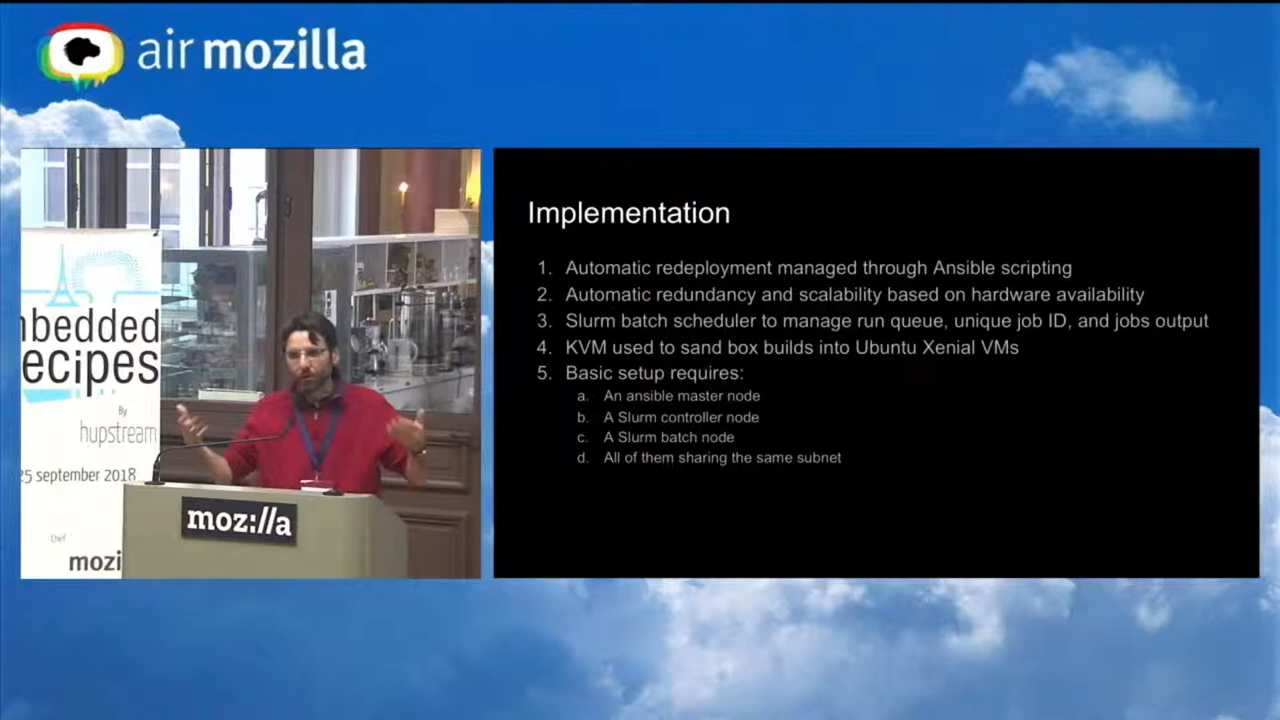 air mozilla
mbedded
ecipes
By
hupstream
25 september 2018
Chef
mozi
moz://a
Implementation
1. Automatic redeployment managed through Ansible scripting
2. Automatic redundancy and scalability based on hardware availability
3. Slurm batch scheduler to manage run queue, unique job ID, and jobs output
4. KVM used to sand box builds into Ubuntu Xenial VMs
5. Basic setup requires:
a. An ansible master node
b. A Slurm controller node
c. A Slurm batch node
d. All of them sharing the same subnet